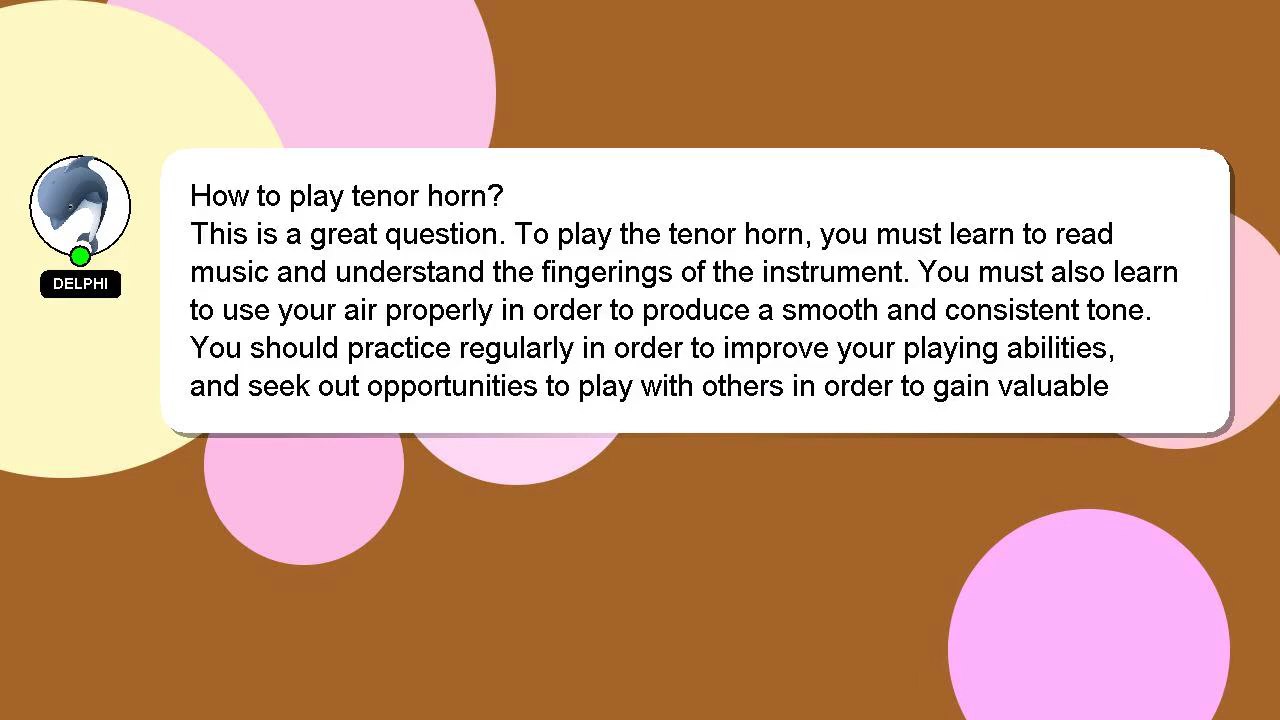 How to play tenor horn?
This is a great question. To play the tenor horn, you must learn to read
music and understand the fingerings of the instrument. You must also learn
to use your air properly in order to produce a smooth and consistent tone.
You should practice regularly in order to improve your playing abilities,
and seek out opportunities to play with others in order to gain valuable
DELPHI